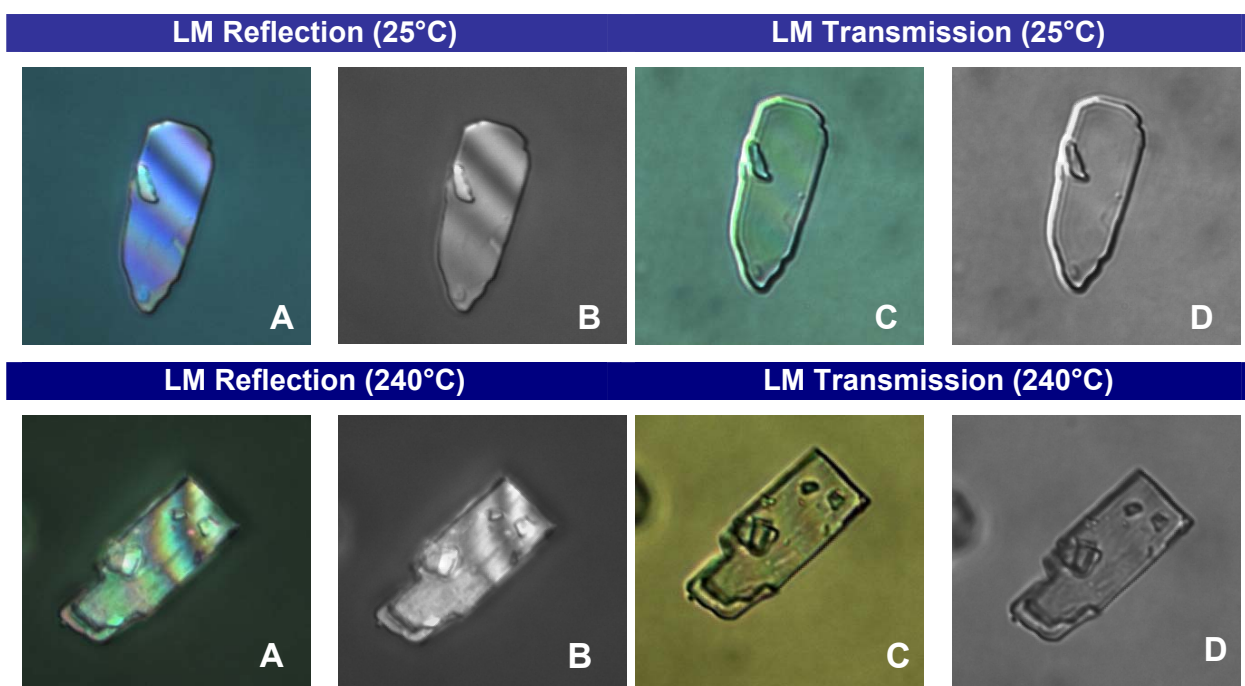 LM Reflection (25°C) LM Transmission (25°C)
A B C D
LM Reflection (240°C) LM Transmission (240°C)
A B C D